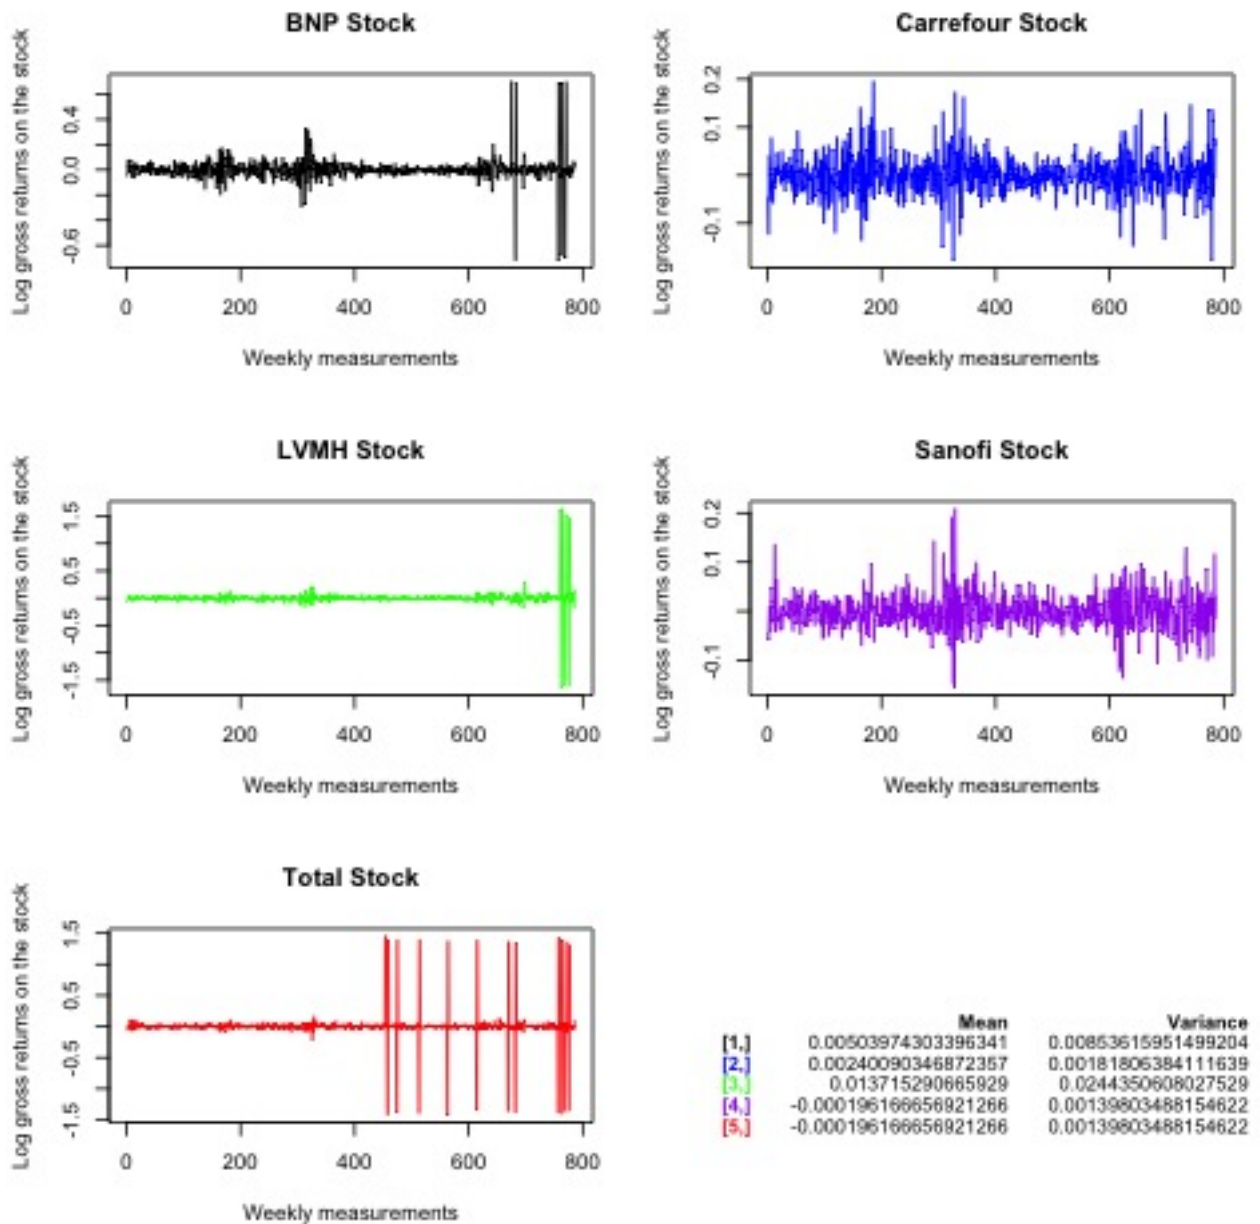 BNP Stock
Log gross returns on the stock
0.4
0.0
-0.6
0 200 400 600 800
Weekly measurements
Carrefour Stock
Log gross returns on the stock
0.2
0.1
-0.1
0 200 400 600 800
Weekly measurements
LVMH Stock
Log gross returns on the stock
1.5
0.5
-0.5
-1.5
0 200 400 600 800
Weekly measurements
Sanofi Stock
Log gross returns on the stock
0.2
0.1
-0.1
0 200 400 600 800
Weekly measurements
Total Stock
Log gross returns on the stock
1.5
0.5
-0.5
-1.5
0 200 400 600 800
Weekly measurements
Mean Variance
[1,] 0.00503974303396341 0.00853615951499204
[2,] 0.00240090346872357 0.00181806384111639
[3,] 0.013715290665929 0.0244350608027529
[4,] -0.000196166656921266 0.00139803488154622
[5,] -0.000196166656921266 0.00139803488154622